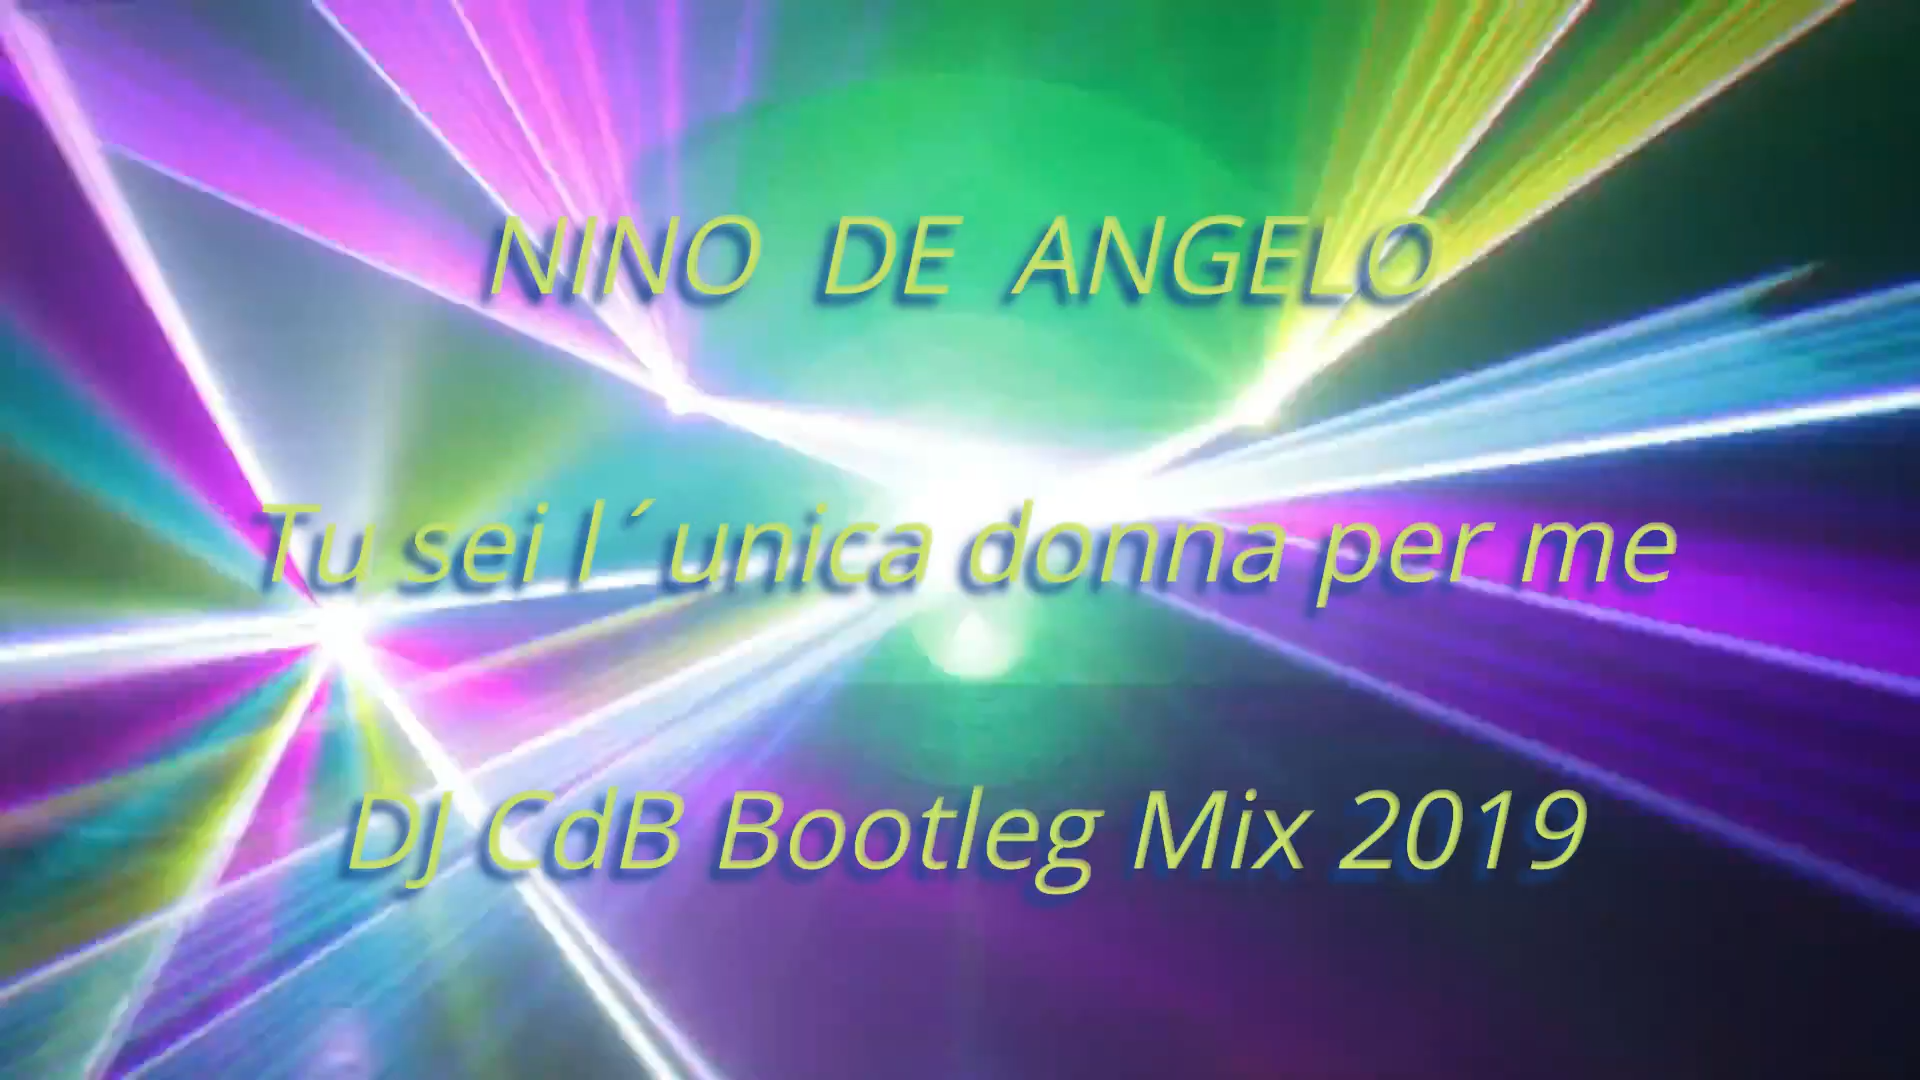 NINO DE ANGELO
Tu sei l´unica donna per me
DJ CdB Bootleg Mix 2019